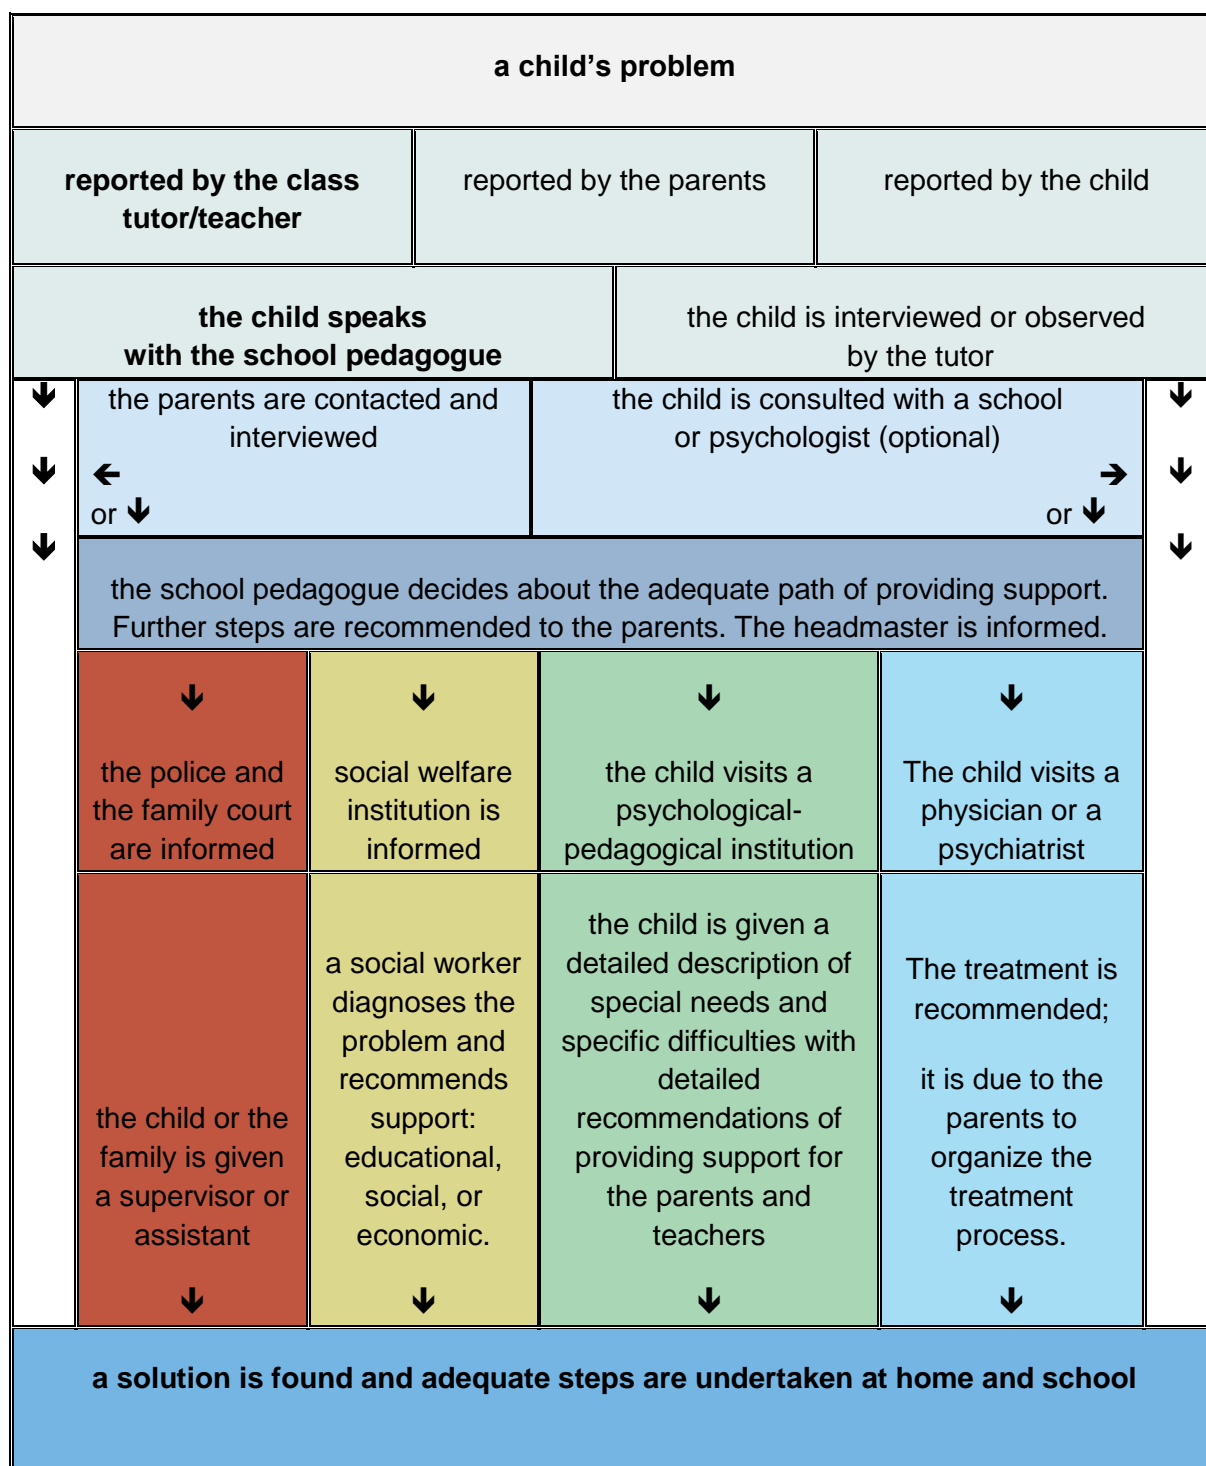 a child’s problem
reported by the class
tutor/teacher
reported by the parents
reported by the child
the child speaks
with the school pedagogue
the child is interviewed or observed
by the tutor
the parents are contacted and
interviewed
or
the child is consulted with a school
or psychologist (optional)
or
the school pedagogue decides about the adequate path of providing support.
Further steps are recommended to the parents. The headmaster is informed.
the police and
the family court
are informed
social welfare
institution is
informed
the child visits a
psychological-
pedagogical institution
The child visits a
physician or a
psychiatrist
the child or the
family is given
a supervisor or
assistant
a social worker
diagnoses the
problem and
recommends
support:
educational,
social, or
economic.
the child is given a
detailed description of
special needs and
specific difficulties with
detailed
recommendations of
providing support for
the parents and
teachers
The treatment is
recommended;
it is due to the
parents to
organize the
treatment
process.
a solution is found and adequate steps are undertaken at home and school